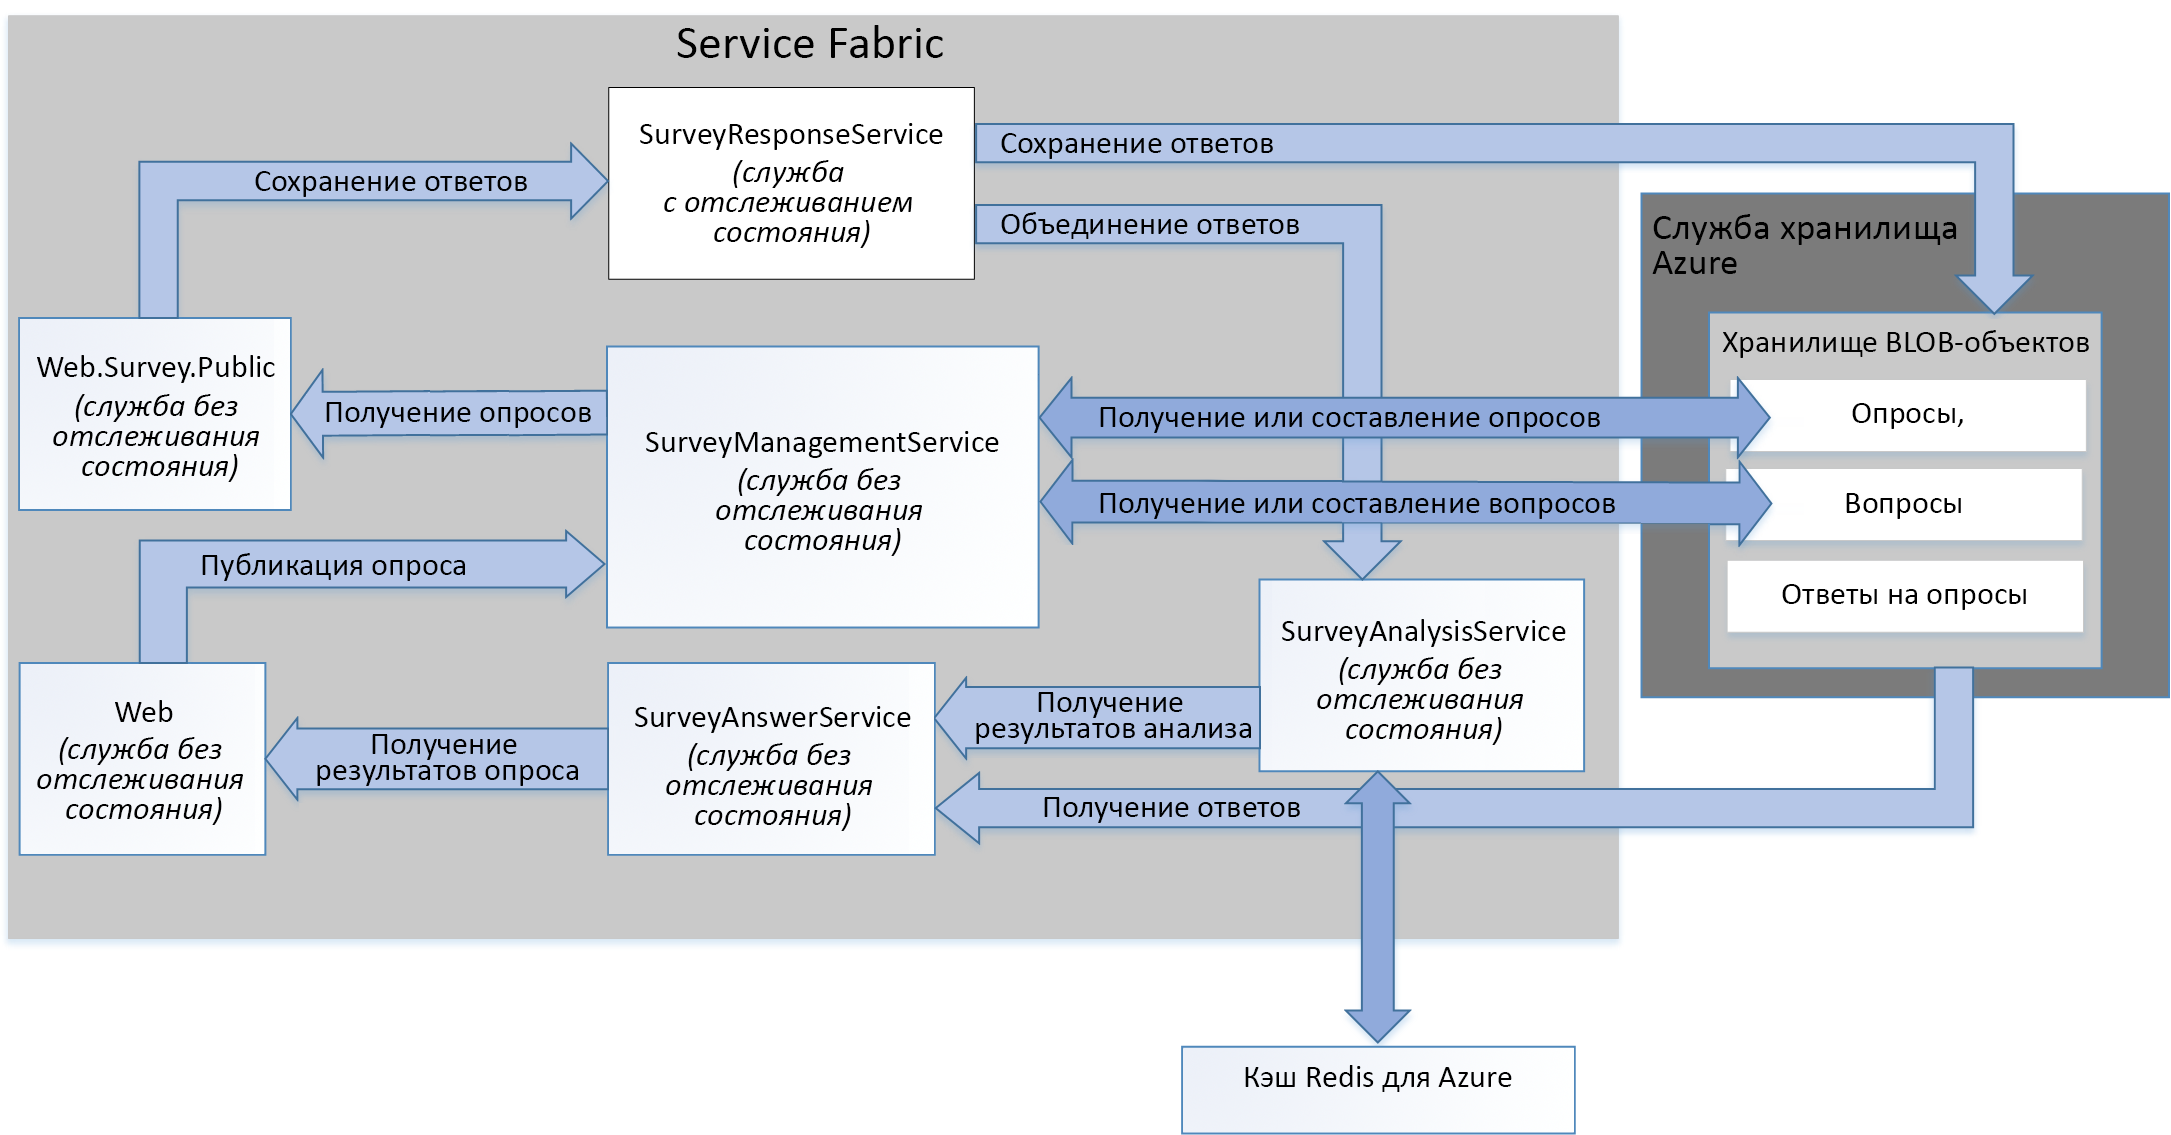 Service Fabric
SurveyResponseService
(служба
с отслеживанием
состояния)
Сохранение ответов
Сохранение ответов
Объединение ответов
Служба хранилища
Azure
Хранилище BLOB-объектов
Опросы,
Вопросы
Ответы на опросы
Web.Survey.Public
(служба без
отслеживания
состояния)
Получение опросов
SurveyManagementService
(служба без
отслеживания
состояния)
Получение или составление опросов
Получение или составление вопросов
Публикация опроса
SurveyAnalysisService
(служба без
отслеживания
состояния)
Web
(служба без
отслеживания
состояния)
Получение
результатов опроса
SurveyAnswerService
(служба без
отслеживания
состояния)
Получение
результатов анализа
Получение ответов
Кэш Redis для Azure